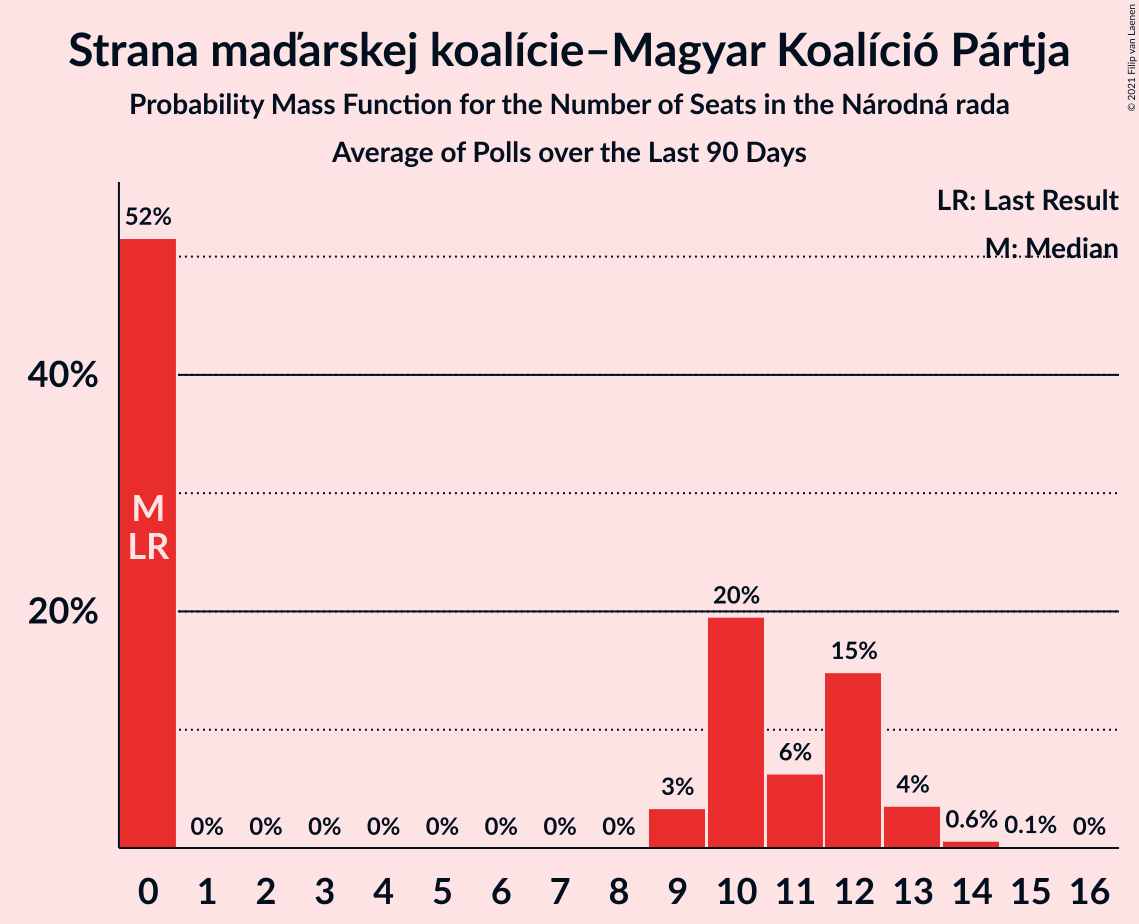 Strana maďarskej koalície–Magyar Koalíció Pártja
Probability Mass Function for the Number of Seats in the Národná rada
Average of Polls over the Last 90 Days
© 2021 Filip van Laenen
LR: Last Result
M: Median
52%
40%
M
LR
20%
20%
15%
6%
3%
4%
0% 0% 0% 0% 0% 0% 0% 0%
0.6% 0.1% 0%
0 1 2 3 4 5 6 7 8 9 10 11 12 13 14 15 16